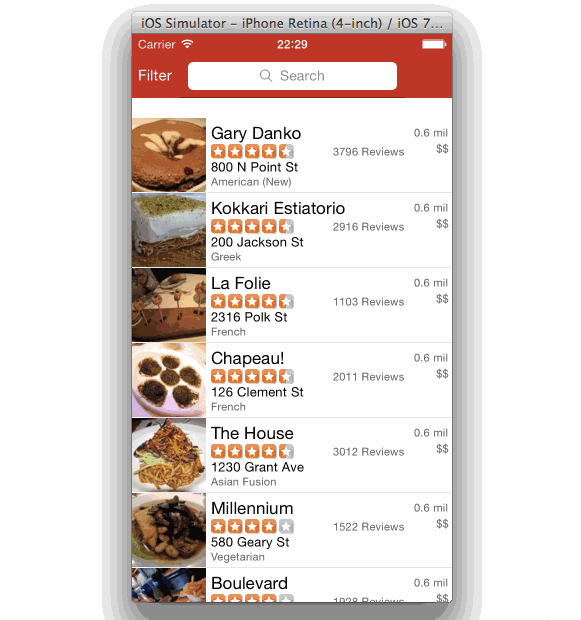 iOS Simulator – iPhone Retina (4-inch) / iOS 7...
Carrier 22:29
Filter Search
Gary Danko 0.6 mil
3796 Reviews $$
800 N Point St
American (New)
Kokkari Estiatorio 0.6 mil
2916 Reviews $$
200 Jackson St
Greek
La Folie 0.6 mil
1103 Reviews $$
2316 Polk St
French
Chapeau! 0.6 mil
2011 Reviews $$
126 Clement St
French
The House 0.6 mil
3012 Reviews $$
1230 Grant Ave
Asian Fusion
Millennium 0.6 mil
1522 Reviews $$
580 Geary St
Vegetarian
Boulevard 0.6 mil
1928 Reviews $$